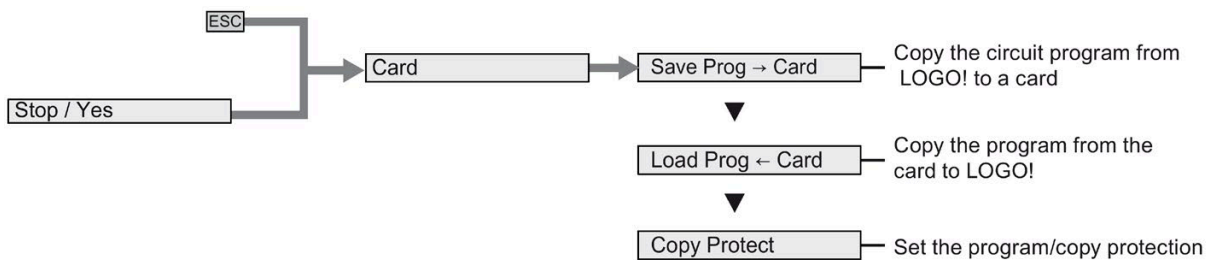 ESC
Stop / Yes
Card
Save Prog → Card
Copy the circuit program from
LOGO! to a card
Load Prog ← Card
Copy the program from the
card to LOGO!
Copy Protect
Set the program/copy protection